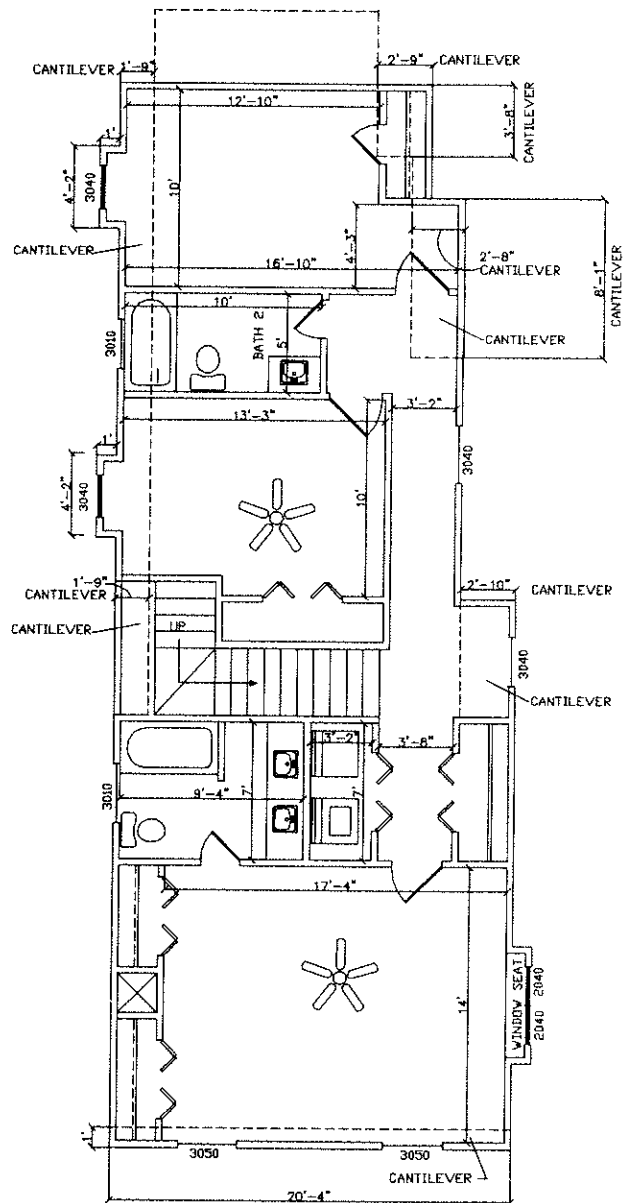 1'-9"
CANTILEVER
2'-9" CANTILEVER
12'-10"
3'-8"
CANTILEVER
1'
4'-2"
3040
10'
CANTILEVER
4'-3"
2'-8"
CANTILEVER
16'-10"
8'-1"
CANTILEVER
10'
BATH 2
5'
CANTILEVER
3010
13'-3"
3'-2"
1'
4'-2"
3040
10'
3040
1'-9"
CANTILEVER
CANTILEVER
UP
2'-10" CANTILEVER
3040
CANTILEVER
3'-2"
3'-8"
9'-4"
7'
7'
3010
17'-4"
14'
WINDOW SEAT
2040 2040
1'
3050
3050
CANTILEVER
20'-4"